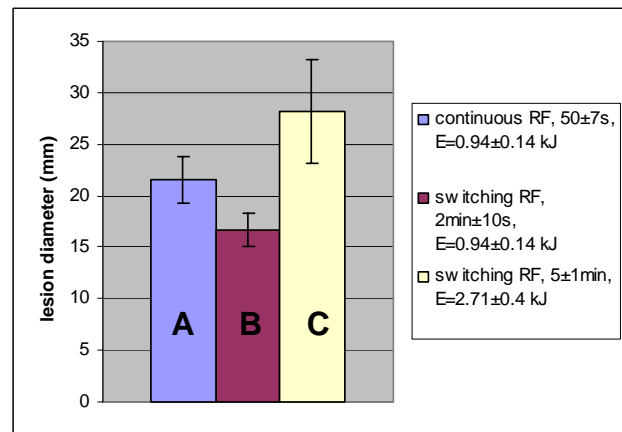 35
30
25
20
15
10
5
0
lesion diameter (mm)
A
B
C
continuous RF, 50±7s,
E=0.94±0.14 kJ
switching RF,
2min±10s,
E=0.94±0.14 kJ
switching RF, 5±1min,
E=2.71±0.4 kJ